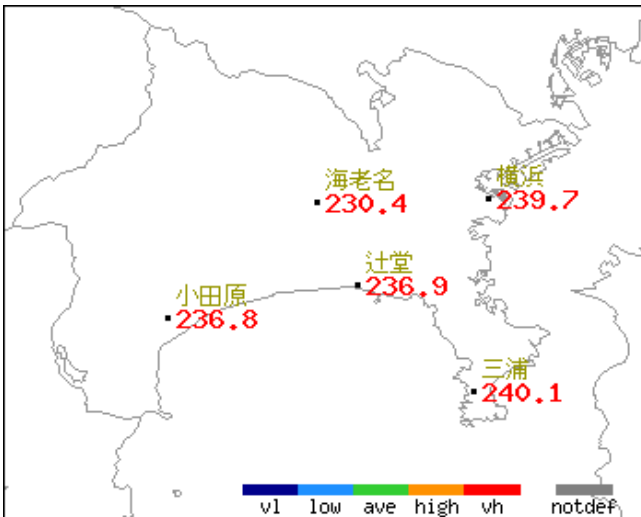 海老名
230.4
横浜
239.7
辻堂
236.9
小田原
236.8
三浦
240.1
vl low ave high vh notdef